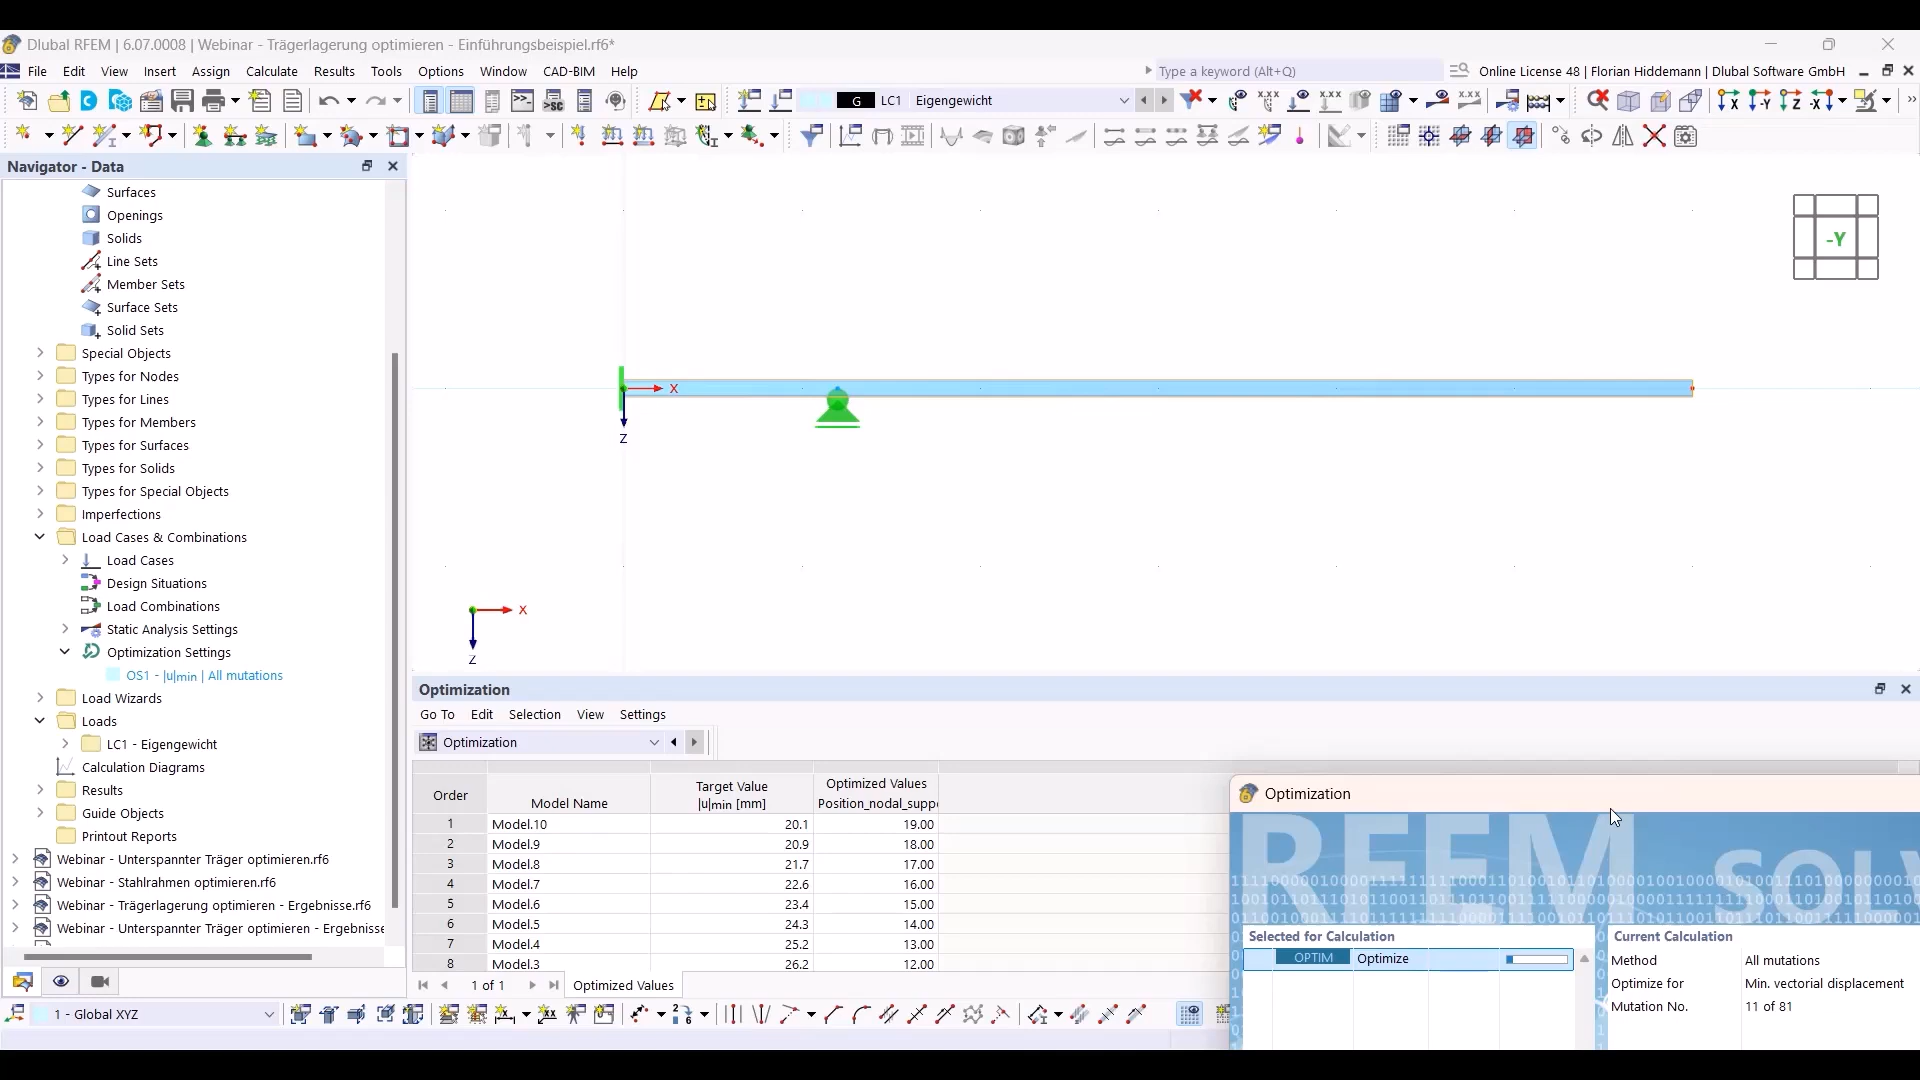 Dlubal RFEM | 6.07.0008 | Webinar - Trägerlagerung optimieren - Einführungsbeispiel.rf6*
File Edit View Insert Assign Calculate Results Tools Options Window CAD-BIM Help
Type a keyword (Alt+Q)
Online License 48 | Florian Hiddemann | Dlubal Software GmbH
G LC1 Eigengewicht
Navigator - Data
Surfaces
Openings
Solids
Line Sets
Member Sets
Surface Sets
Solid Sets
Special Objects
Types for Nodes
Types for Lines
Types for Members
Types for Surfaces
Types for Solids
Types for Special Objects
Imperfections
Load Cases & Combinations
Load Cases
Design Situations
Load Combinations
Static Analysis Settings
Optimization Settings
OS1 - |u|min | All mutations
Load Wizards
Loads
LC1 - Eigengewicht
Calculation Diagrams
Results
Guide Objects
Printout Reports
Webinar - Unterspannter Träger optimieren.rf6
Webinar - Stahlrahmen optimieren.rf6
Webinar - Trägerlagerung optimieren - Ergebnisse.rf6
Webinar - Unterspannter Träger optimieren - Ergebnisse
1 - Global XYZ
-Y
X
Z
X
Z
Optimization
Go To Edit Selection View Settings
Optimization
Order Model Name Target Value |u|min [mm] Optimized Values Position_nodal_suppo
1 Model.10 20.1 19.00
2 Model.9 20.9 18.00
3 Model.8 21.7 17.00
4 Model.7 22.6 16.00
5 Model.6 23.4 15.00
6 Model.5 24.3 14.00
7 Model.4 25.2 13.00
8 Model.3 26.2 12.00
1 of 1 Optimized Values
Optimization
RFEM SOLV
Selected for Calculation
OPTIM Optimize
Current Calculation
Method All mutations
Optimize for Min. vectorial displacement
Mutation No. 11 of 81